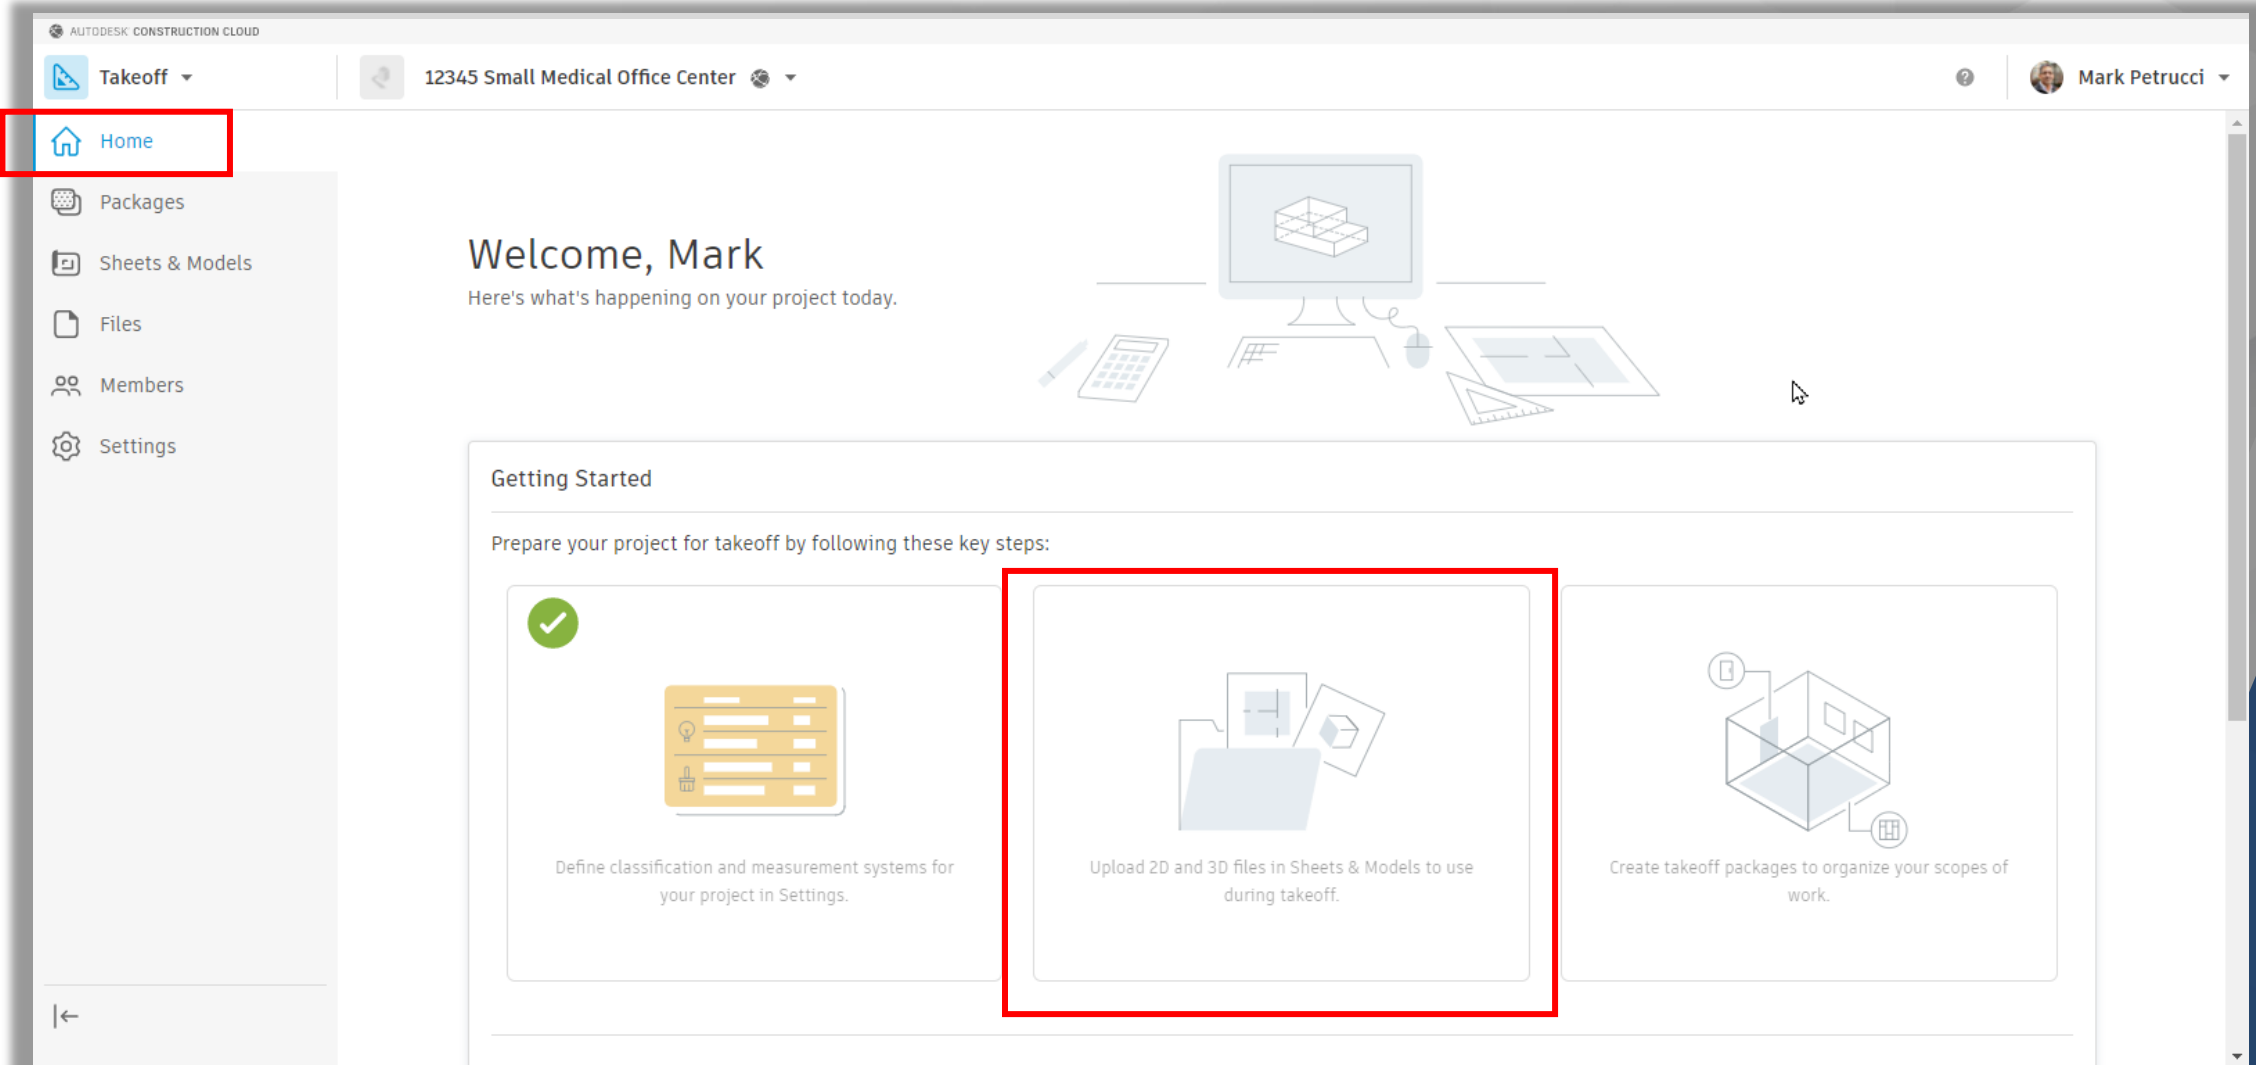 AUTODESK CONSTRUCTION CLOUD
Takeoff
12345 Small Medical Office Center
Mark Petrucci
Home
Packages
Sheets & Models
Files
Members
Settings
Welcome, Mark
Here's what's happening on your project today.
Getting Started
Prepare your project for takeoff by following these key steps:
Define classification and measurement systems for
your project in Settings.
Upload 2D and 3D files in Sheets & Models to use
during takeoff.
Create takeoff packages to organize your scopes of
work.